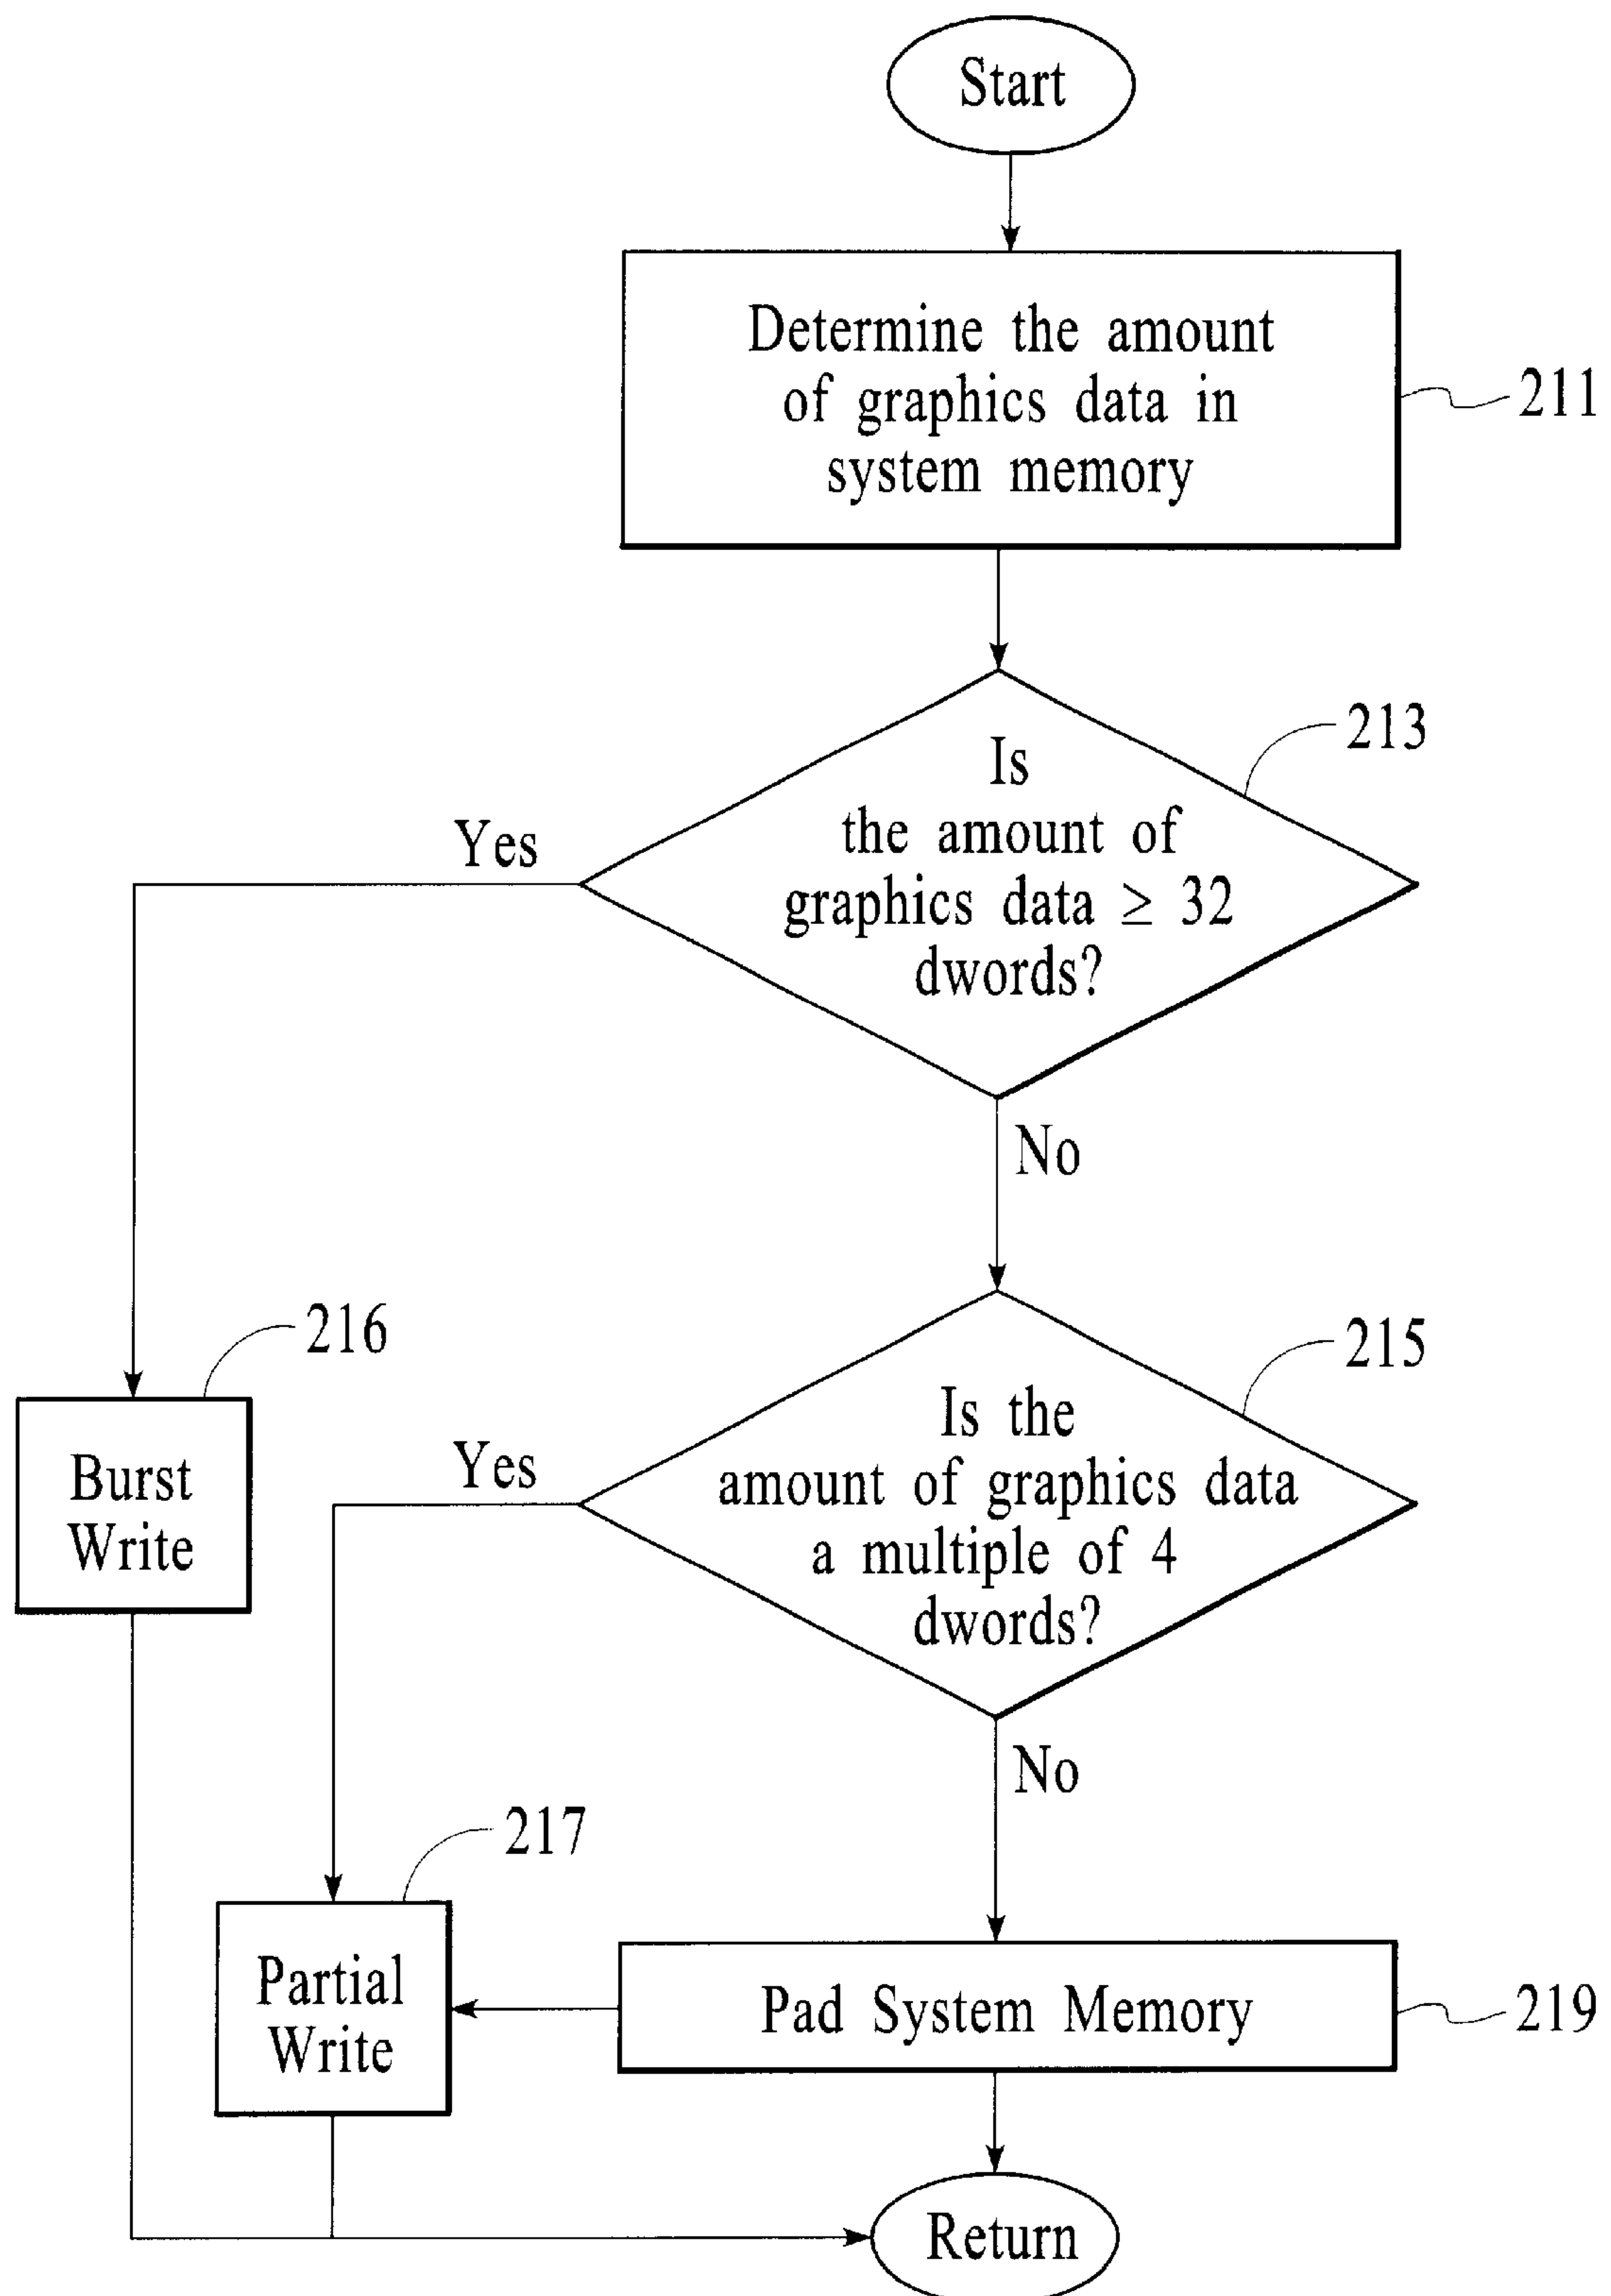 Start
Determine the amount
of graphics data in
system memory
211
213
Is
the amount of
graphics data ≥ 32
dwords?
Yes
No
216
Burst
Write
215
Is the
amount of graphics data
a multiple of 4
dwords?
Yes
No
217
Partial
Write
Pad System Memory
219
Return